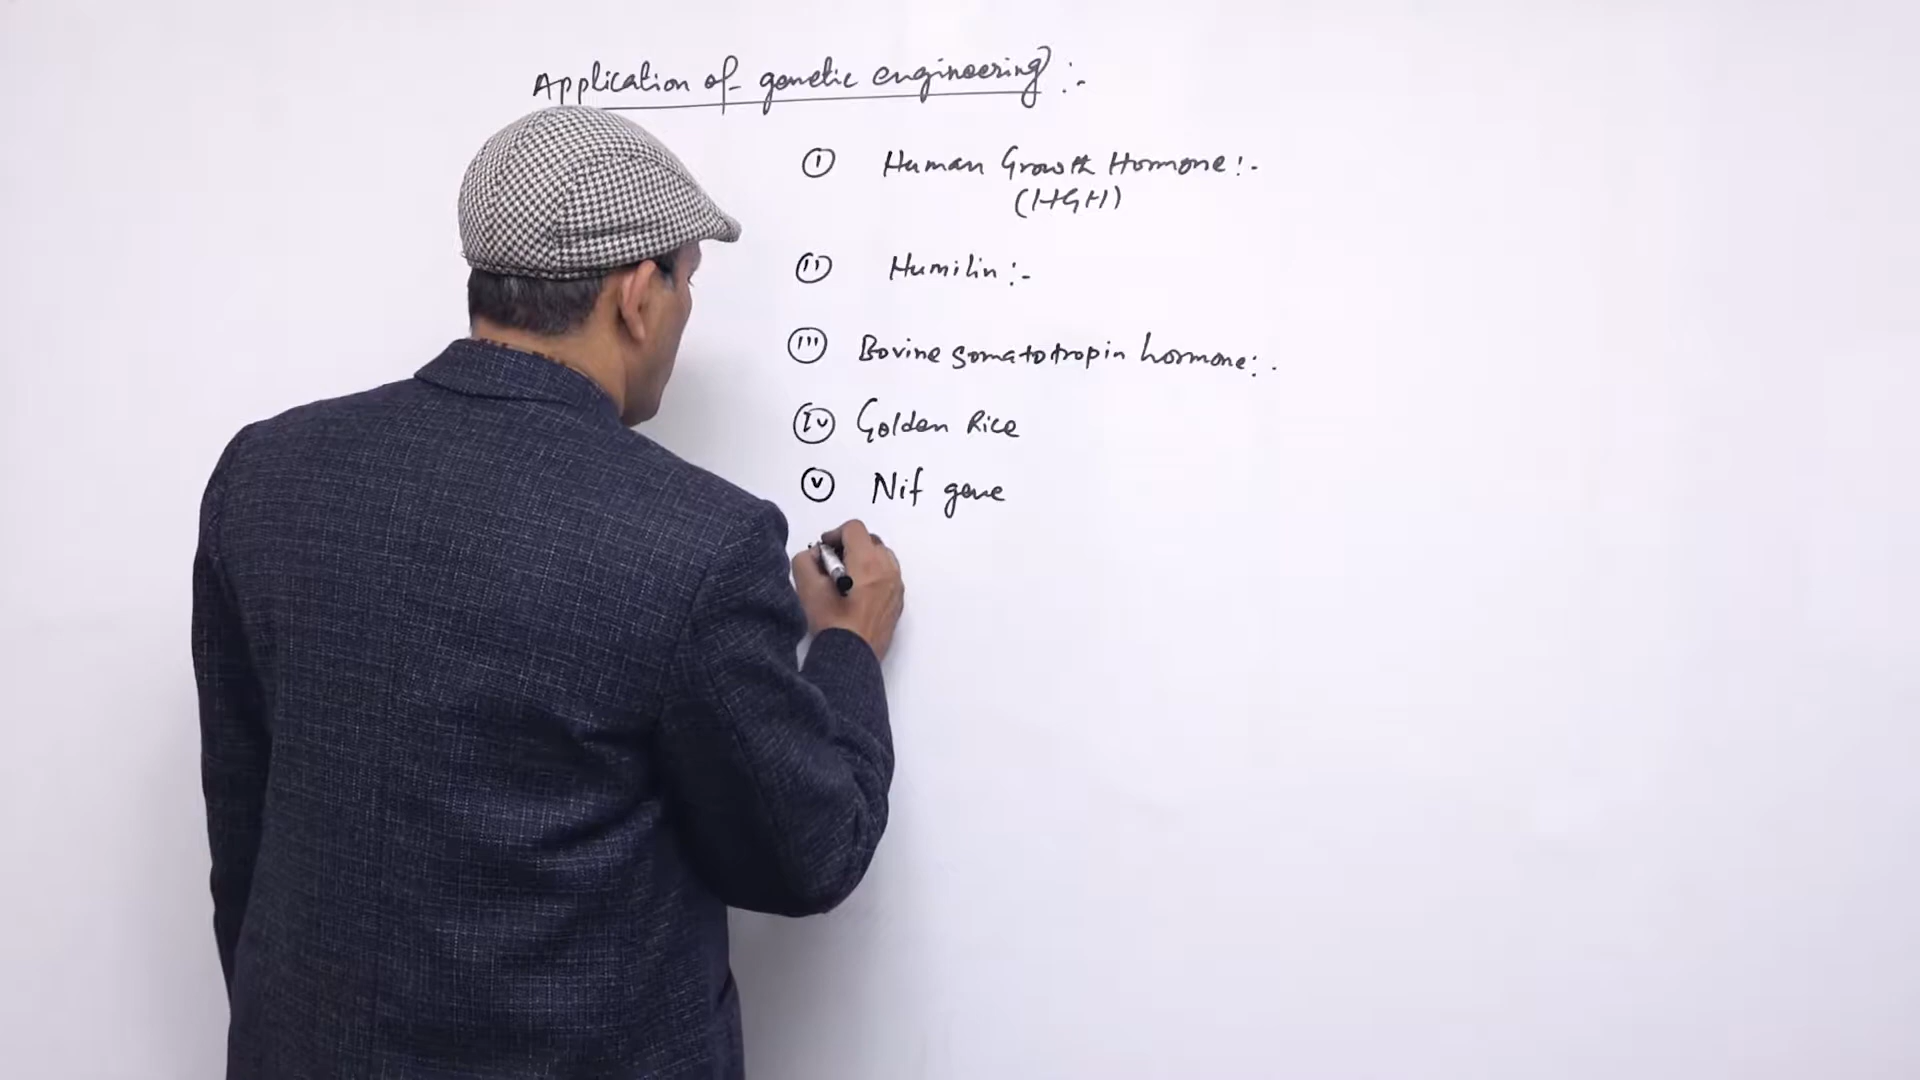 Application of genetic engineering :-
(I) Human Growth Hormone :-
(HGH)
(II) Humilin :-
(III) Bovine somatotropin hormone :-
(IV) Golden Rice
(V) Nif gene